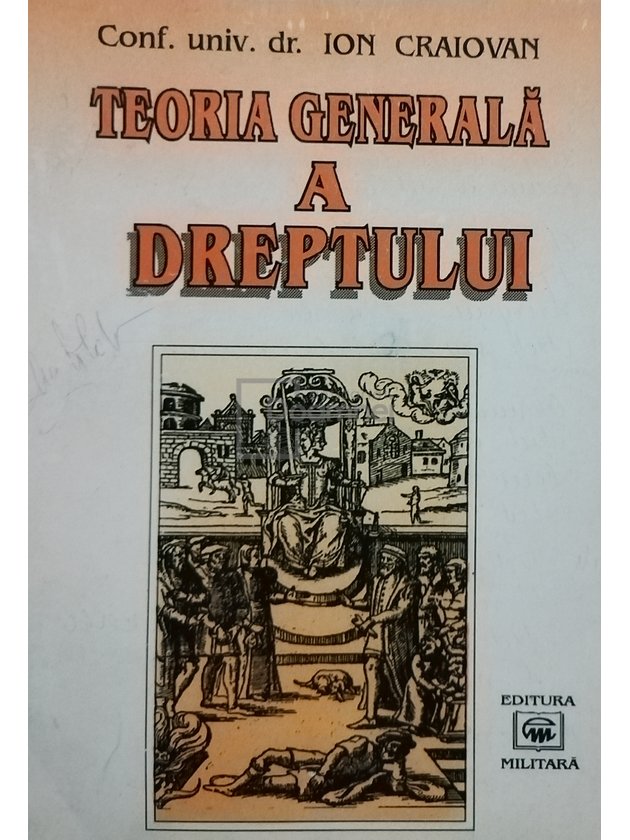 Conf. univ. dr. ION CRAIOVAN
TEORIA GENERALĂ
A
DREPTULUI
EDITURA
MILITARĂ